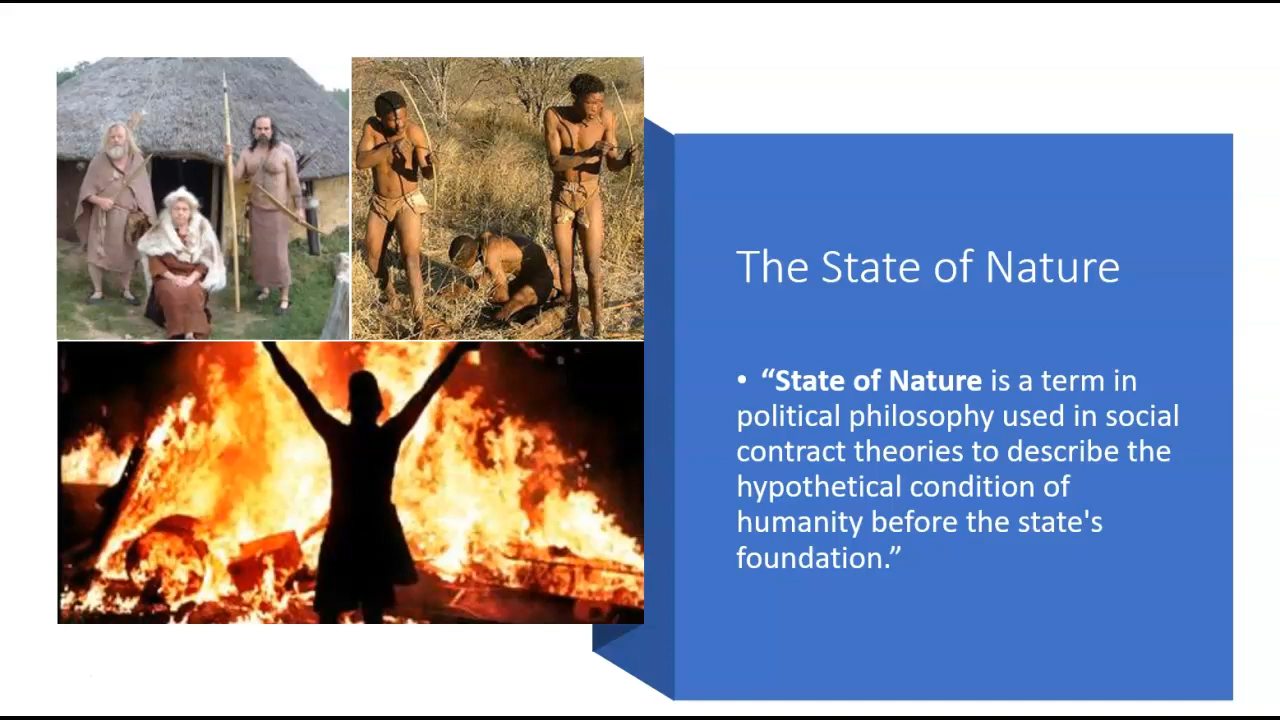 The State of Nature
• “State of Nature is a term in
political philosophy used in social
contract theories to describe the
hypothetical condition of
humanity before the state's
foundation.”